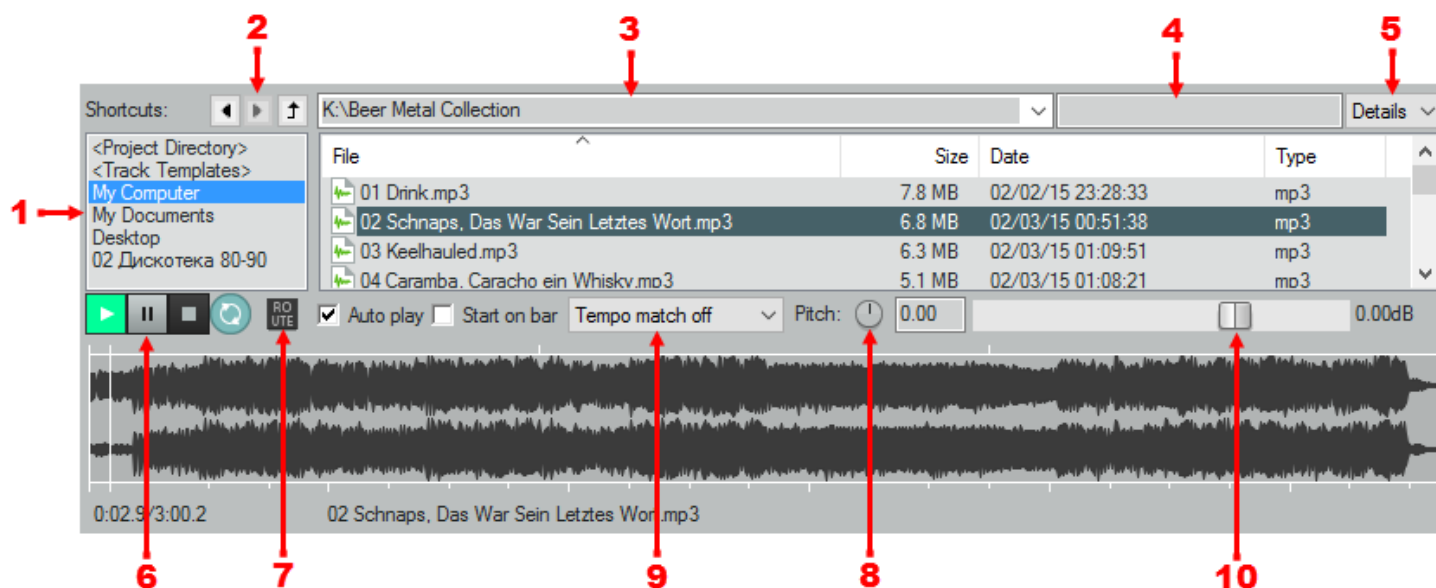 2 3 4 5
Shortcuts: K:\Beer Metal Collection Details
<Project Directory>
<Track Templates>
My Computer
My Documents
Desktop
02 Дискотека 80-90
1
File Size Date Type
01 Drink.mp3 7.8 MB 02/02/15 23:28:33 mp3
02 Schnaps, Das War Sein Letztes Wort.mp3 6.8 MB 02/03/15 00:51:38 mp3
03 Keelhauled.mp3 6.3 MB 02/03/15 01:09:51 mp3
04 Caramba, Caracho ein Whisky.mp3 5.1 MB 02/03/15 01:08:21 mp3
RO
UTE
Auto play Start on bar Tempo match off Pitch: 0.00 0.00dB
0:02.9/3:00.2 02 Schnaps, Das War Sein Letztes Wort.mp3
6 7 9 8 10